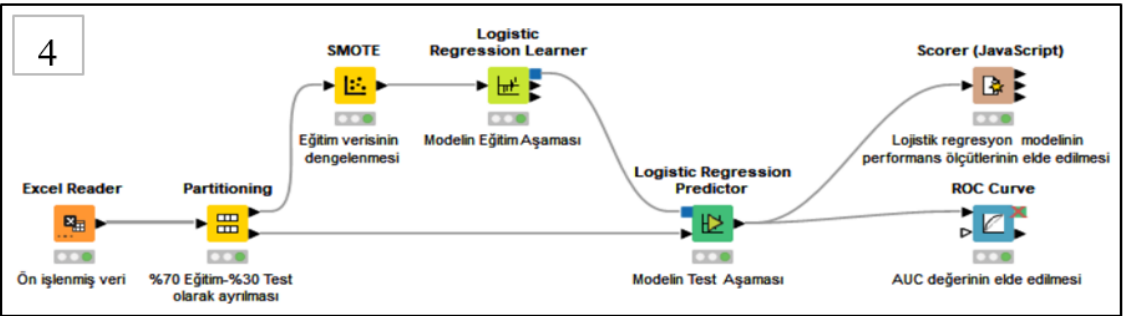 4
SMOTE
Eğitim verisinin
dengelenmesi
Logistic
Regression Learner
Modelin Eğitim Aşaması
Scorer (JavaScript)
Lojistik regresyon modelinin
performans ölçütlerinin elde edilmesi
Excel Reader
Ön işlenmiş veri
Partitioning
%70 Eğitim-%30 Test
olarak ayrılması
Logistic Regression
Predictor
Modelin Test Aşaması
ROC Curve
AUC değerinin elde edilmesi